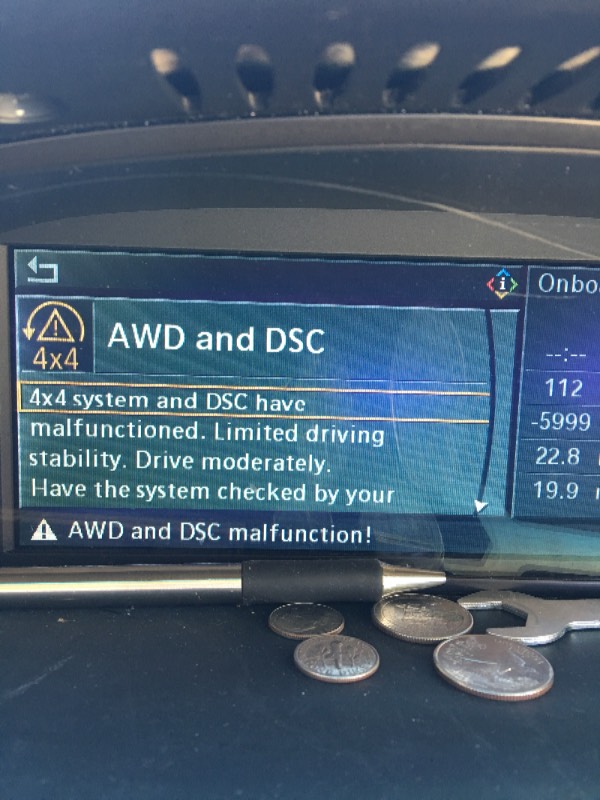 i
Onbo
4x4
AWD and DSC
4x4 system and DSC have
malfunctioned. Limited driving
stability. Drive moderately.
Have the system checked by your
AWD and DSC malfunction!
--:--
112
-5999
22.8
19.9